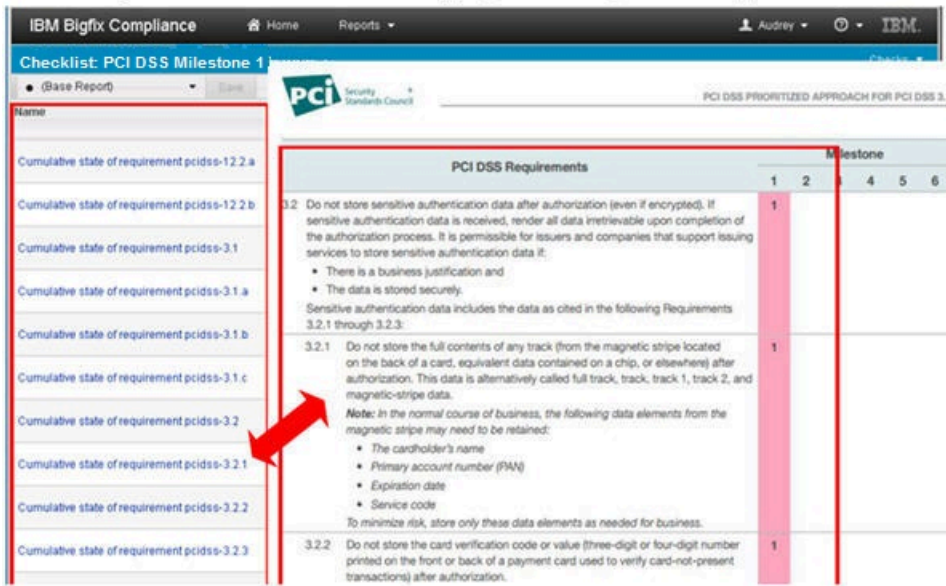 IBM Bigfix Compliance Home Reports Audrey IBM.
Checklist: PCI DSS Milestone 1
Checks
(Base Report) Save
Name
Cumulative state of requirement pcidss-12.2.a
Cumulative state of requirement pcidss-12.2.b
Cumulative state of requirement pcidss-3.1
Cumulative state of requirement pcidss-3.1.a
Cumulative state of requirement pcidss-3.1.b
Cumulative state of requirement pcidss-3.1.c
Cumulative state of requirement pcidss-3.2
Cumulative state of requirement pcidss-3.2.1
Cumulative state of requirement pcidss-3.2.2
Cumulative state of requirement pcidss-3.2.3
PCI Security
Standards Council
PCI DSS PRIORITIZED APPROACH FOR PCI DSS 3.
PCI DSS Requirements
Milestone
1 2 3 4 5 6
3.2 Do not store sensitive authentication data after authorization (even if encrypted). If 1
sensitive authentication data is received, render all data irretrievable upon completion of
the authorization process. It is permissible for issuers and companies that support issuing
services to store sensitive authentication data if:
• There is a business justification and
• The data is stored securely.
Sensitive authentication data includes the data as cited in the following Requirements
3.2.1 through 3.2.3:
3.2.1 Do not store the full contents of any track (from the magnetic stripe located 1
on the back of a card, equivalent data contained on a chip, or elsewhere) after
authorization. This data is alternatively called full track, track, track 1, track 2, and
magnetic-stripe data.
Note: In the normal course of business, the following data elements from the
magnetic stripe may need to be retained:
• The cardholder's name
• Primary account number (PAN)
• Expiration date
• Service code
To minimize risk, store only these data elements as needed for business.
3.2.2 Do not store the card verification code or value (three-digit or four-digit number 1
printed on the front or back of a payment card used to verify card-not-present
transactions) after authorization.